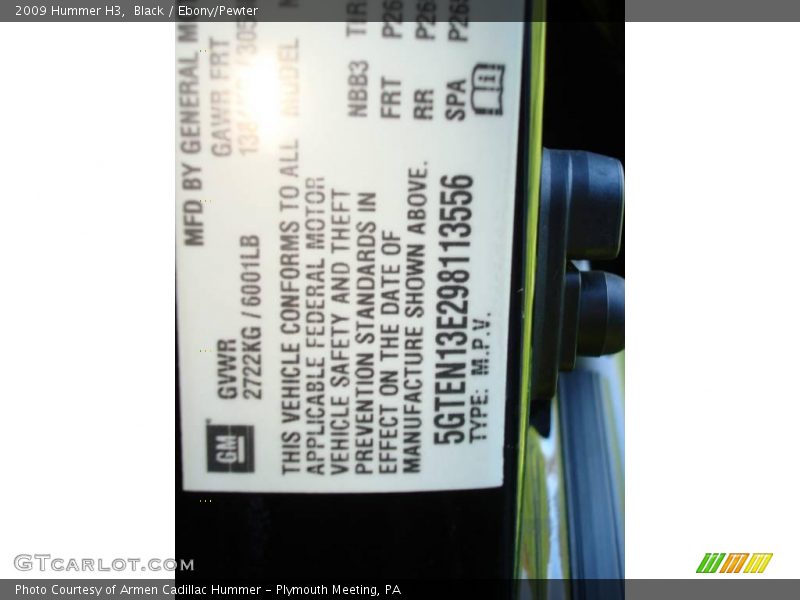 2009 Hummer H3,  Black / Ebony/Pewter
MFD BY GENERAL
GVWR
GAWR FRT
2722KG / 6001LB
GM
THIS VEHICLE CONFORMS TO ALL
APPLICABLE FEDERAL MOTOR
VEHICLE SAFETY AND THEFT
PREVENTION STANDARDS IN
EFFECT ON THE DATE OF
MANUFACTURE SHOWN ABOVE.
5GTEN13E298113556
TYPE: M.P.V.
MODEL
NBB3
FRT
RR
SPA
GTCARLOT.COM
Photo Courtesy of Armen Cadillac Hummer - Plymouth Meeting, PA